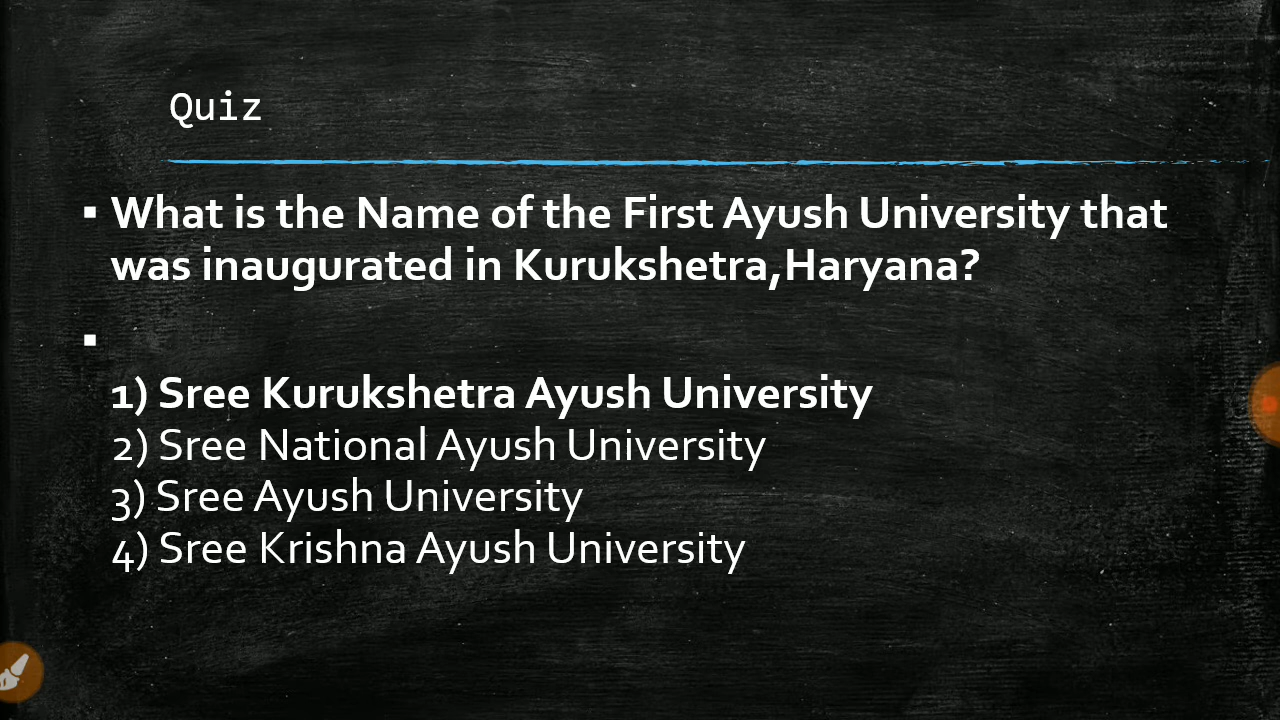 Quiz
▪ What is the Name of the First Ayush University that
was inaugurated in Kurukshetra,Haryana?
▪
1) Sree Kurukshetra Ayush University
2) Sree National Ayush University
3) Sree Ayush University
4) Sree Krishna Ayush University